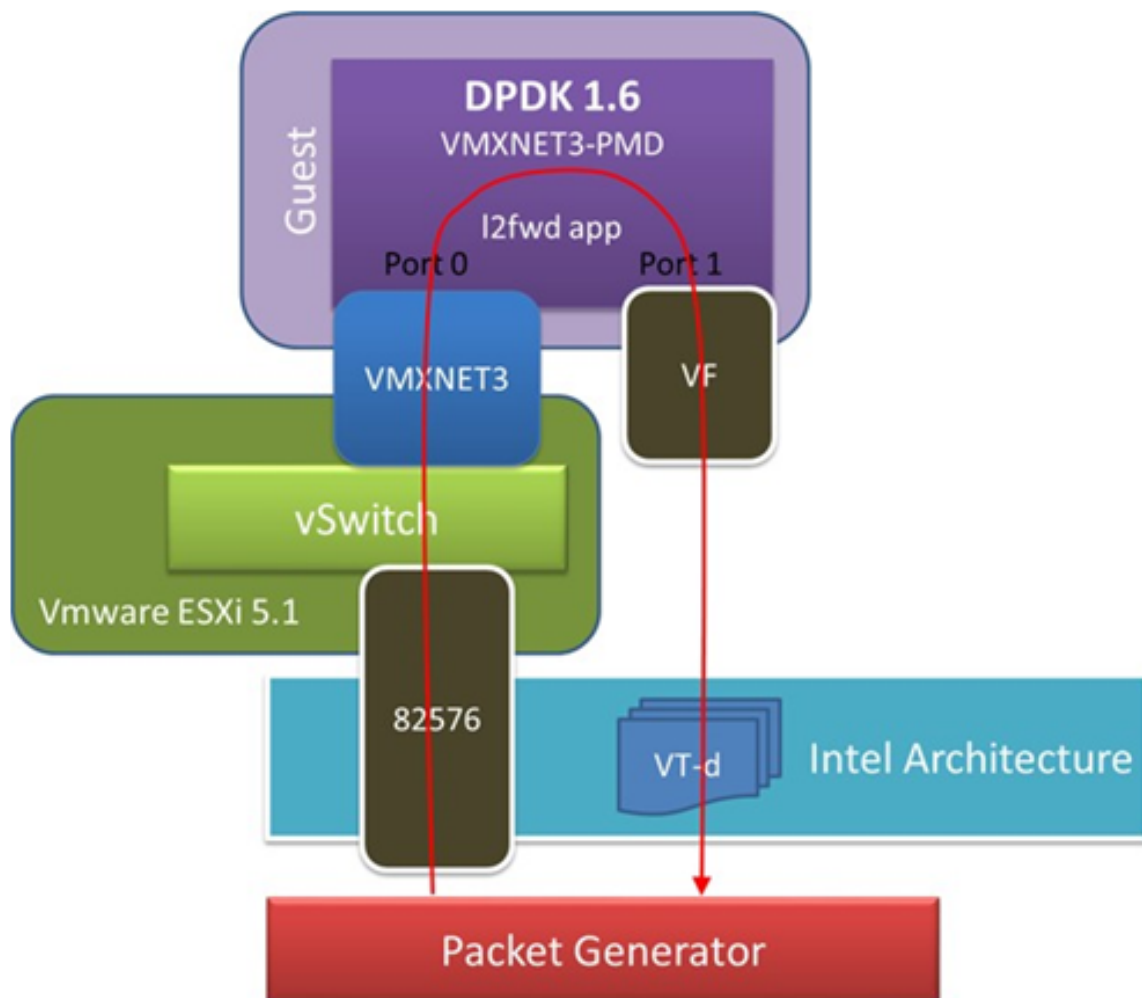 DPDK 1.6
VMXNET3-PMD
Guest
l2fwd app
Port 0
Port 1
VMXNET3
VF
vSwitch
Vmware ESXi 5.1
82576
VT-d
Intel Architecture
Packet Generator